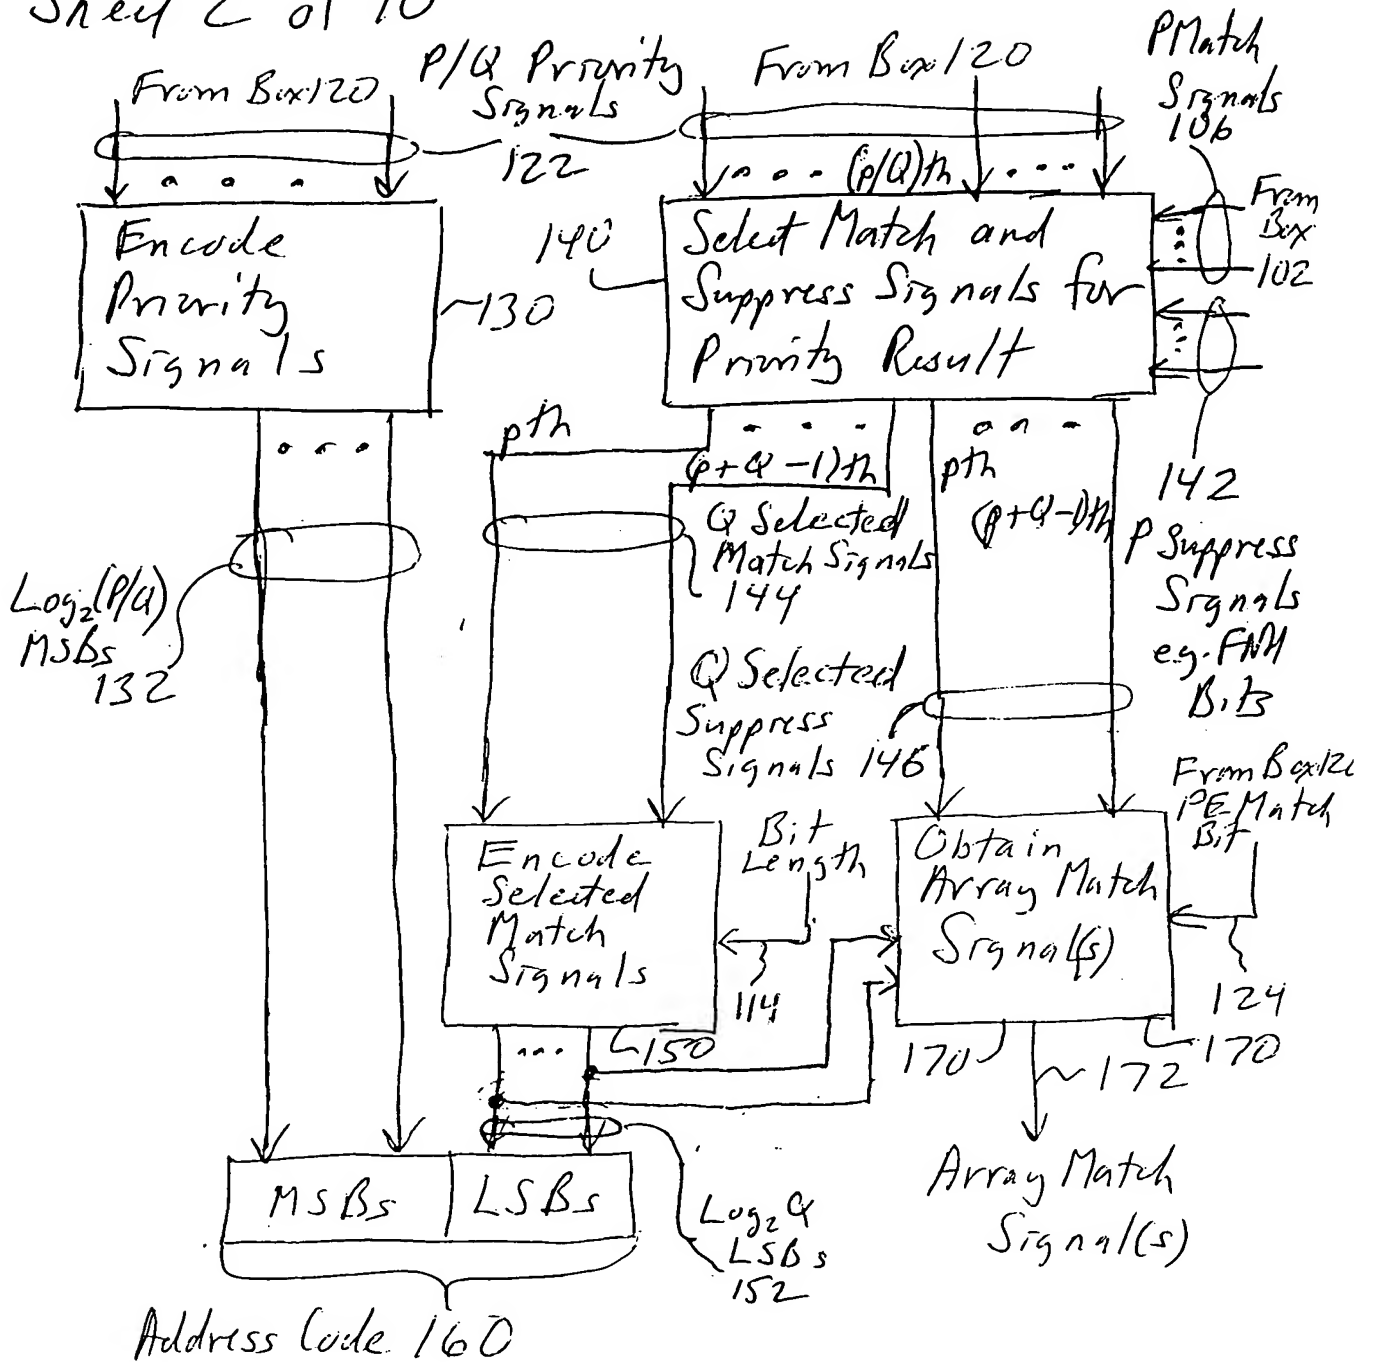 Sheet 2 of 10
From Box 120
P/Q Priority
Signals
122
From Box 120
P Match
Signals
106
(p/Q)th
From
Box
102
Encode
Priority
Signals
130
140
Select Match and
Suppress Signals for
Priority Result
142
P Suppress
Signals
e.g. FNH
Bits
pth
(p+Q-1)th
pth
(p+Q-1)th
Q Selected
Match Signals
144
Log₂(P/Q)
MSBs
132
Q Selected
Suppress
Signals 146
From Box 120
PE Match
Bit
Encode
Selected
Match
Signals
Bit
Length
114
Obtain
Array Match
Signal(s)
124
150
170
172
170
MSBs
LSBs
Log₂Q
LSBs
152
Array Match
Signal(s)
Address Code 160